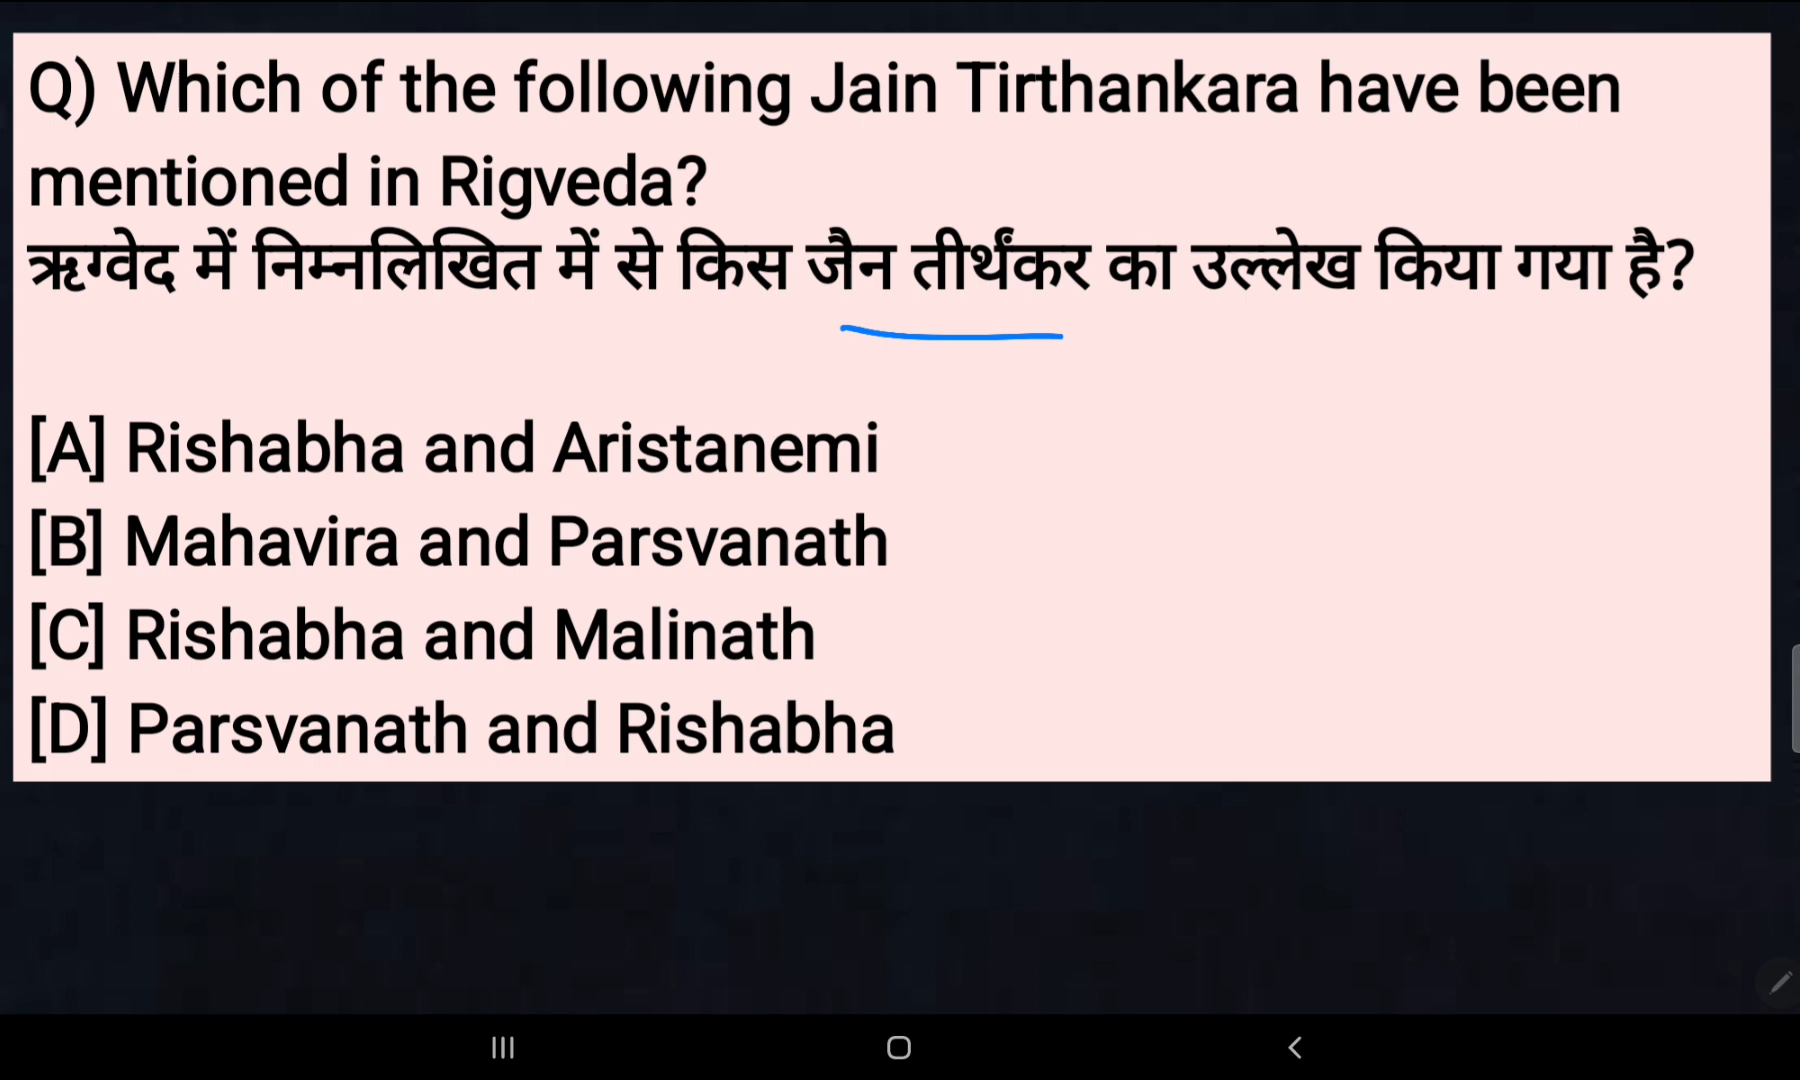 Q) Which of the following Jain Tirthankara have been
mentioned in Rigveda?
ऋग्वेद में निम्नलिखित में से किस जैन तीर्थंकर का उल्लेख किया गया है?
[A] Rishabha and Aristanemi
[B] Mahavira and Parsvanath
[C] Rishabha and Malinath
[D] Parsvanath and Rishabha